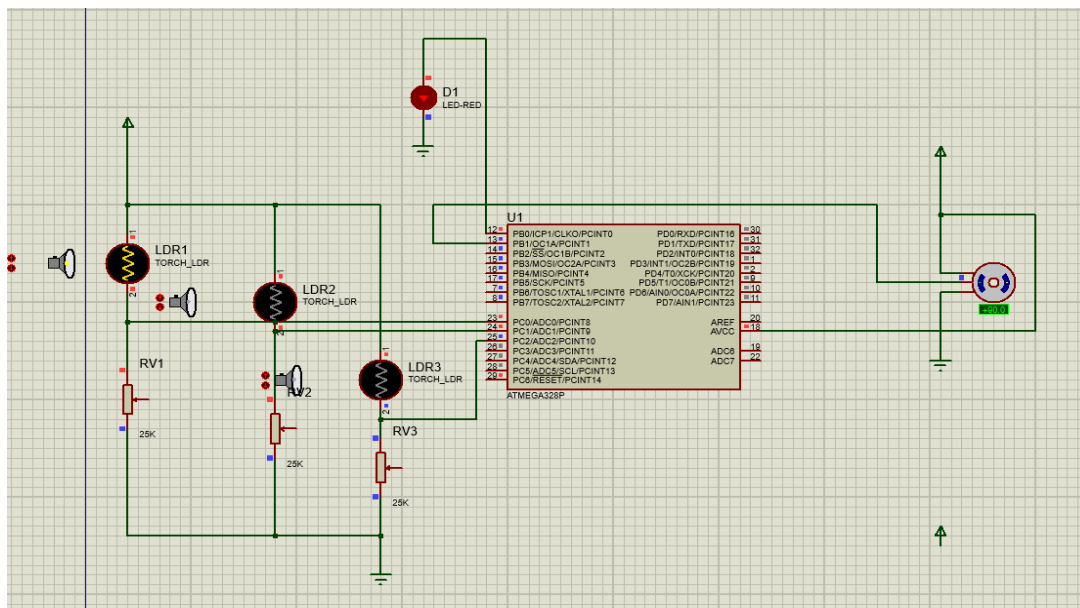 D1
LED-RED
LDR1
TORCH_LDR
LDR2
TORCH_LDR
LDR3
TORCH_LDR
RV1
25K
RV2
25K
RV3
25K
1
2
1
1
2
U1
12 PB0/ICP1/CLKO/PCINT0
13 PB1/OC1A/PCINT1
14 PB2/SS/OC1B/PCINT2
15 PB3/MOSI/OC2A/PCINT3
16 PB4/MISO/PCINT4
17 PB5/SCK/PCINT5
7 PB6/TOSC1/XTAL1/PCINT6
8 PB7/TOSC2/XTAL2/PCINT7
23 PC0/ADC0/PCINT8
24 PC1/ADC1/PCINT9
25 PC2/ADC2/PCINT10
26 PC3/ADC3/PCINT11
27 PC4/ADC4/SDA/PCINT12
28 PC5/ADC5/SCL/PCINT13
29 PC6/RESET/PCINT14
PD0/RXD/PCINT16 30
PD1/TXD/PCINT17 31
PD2/INT0/PCINT18 32
PD3/INT1/OC2B/PCINT19 1
PD4/T0/XCK/PCINT20 2
PD5/T1/OC0B/PCINT21 9
PD6/AIN0/OC0A/PCINT22 10
PD7/AIN1/PCINT23 11
AREF 20
AVCC 18
ADC6 19
ADC7 22
ATMEGA328P
+90.0